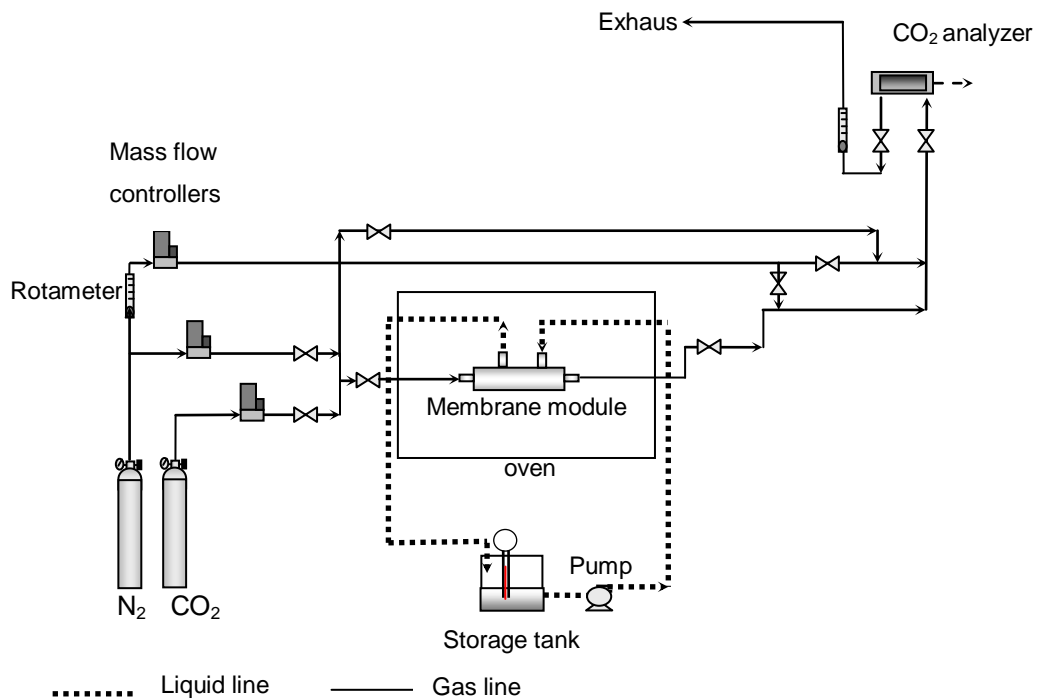 Exhaus
CO₂ analyzer
Mass flow
controllers
Rotameter
Membrane module
oven
Pump
N₂
CO₂
Storage tank
Liquid line
Gas line